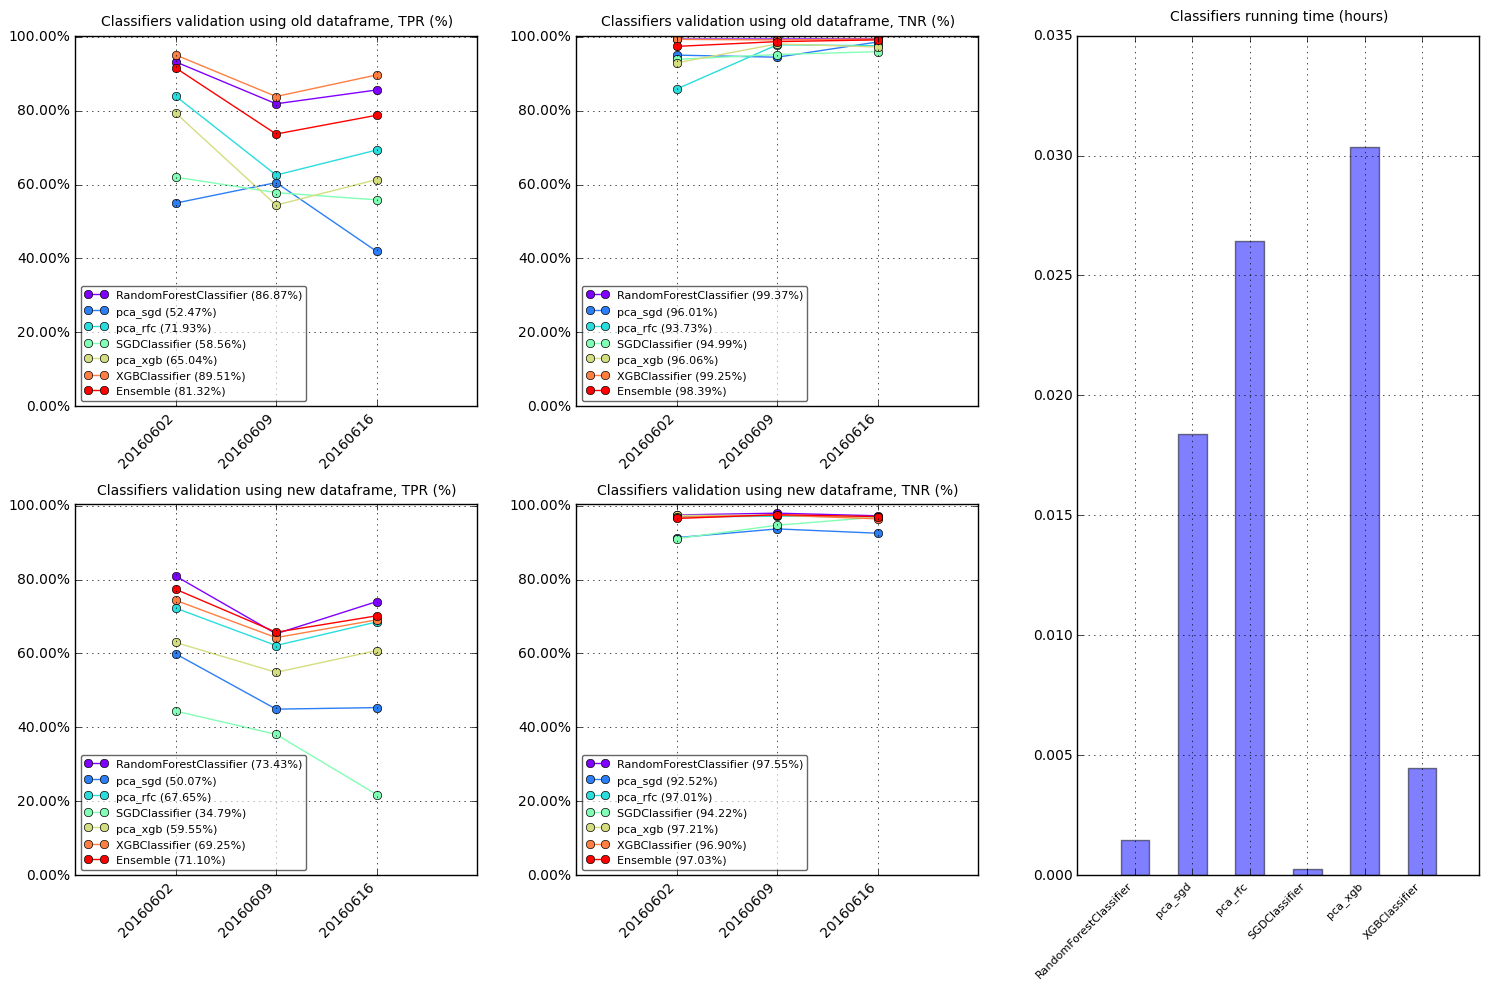 Classifiers validation using old dataframe, TPR (%)
100.00%
80.00%
60.00%
40.00%
20.00%
0.00%
RandomForestClassifier (86.87%)
pca_sgd (52.47%)
pca_rfc (71.93%)
SGDClassifier (58.56%)
pca_xgb (65.04%)
XGBClassifier (89.51%)
Ensemble (81.32%)
20160602
20160609
20160616
Classifiers validation using old dataframe, TNR (%)
100.00%
80.00%
60.00%
40.00%
20.00%
0.00%
RandomForestClassifier (99.37%)
pca_sgd (96.01%)
pca_rfc (93.73%)
SGDClassifier (94.99%)
pca_xgb (96.06%)
XGBClassifier (99.25%)
Ensemble (98.39%)
20160602
20160609
20160616
Classifiers running time (hours)
0.035
0.030
0.025
0.020
0.015
0.010
0.005
0.000
RandomForestClassifier
pca_sgd
pca_rfc
SGDClassifier
pca_xgb
XGBClassifier
Classifiers validation using new dataframe, TPR (%)
100.00%
80.00%
60.00%
40.00%
20.00%
0.00%
RandomForestClassifier (73.43%)
pca_sgd (50.07%)
pca_rfc (67.65%)
SGDClassifier (34.79%)
pca_xgb (59.55%)
XGBClassifier (69.25%)
Ensemble (71.10%)
20160602
20160609
20160616
Classifiers validation using new dataframe, TNR (%)
100.00%
80.00%
60.00%
40.00%
20.00%
0.00%
RandomForestClassifier (97.55%)
pca_sgd (92.52%)
pca_rfc (97.01%)
SGDClassifier (94.22%)
pca_xgb (97.21%)
XGBClassifier (96.90%)
Ensemble (97.03%)
20160602
20160609
20160616